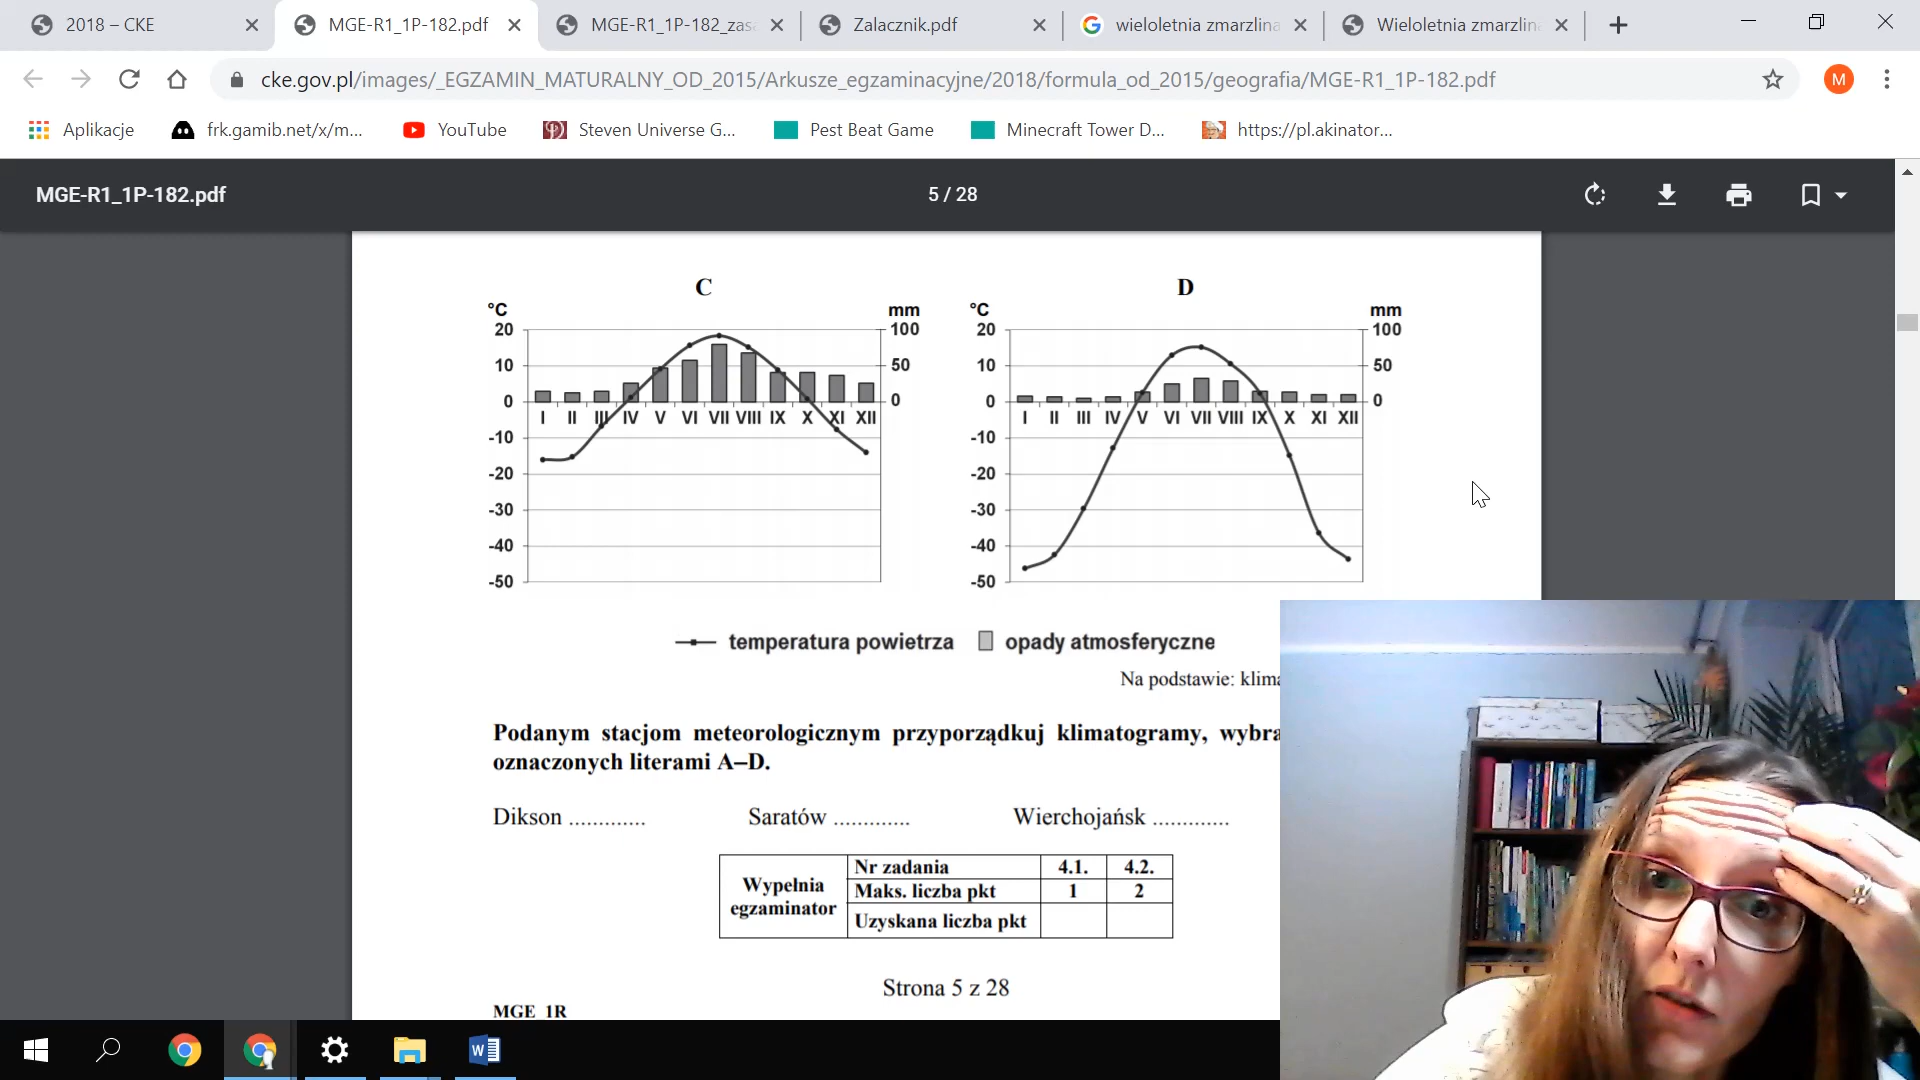 2018 – CKE
MGE-R1_1P-182.pdf
MGE-R1_1P-182_zasa
Zalacznik.pdf
wieloletnia zmarzlina
Wieloletnia zmarzlin
cke.gov.pl/images/_EGZAMIN_MATURALNY_OD_2015/Arkusze_egzaminacyjne/2018/formula_od_2015/geografia/MGE-R1_1P-182.pdf
M
Aplikacje
frk.gamib.net/x/m...
YouTube
Steven Universe G...
Pest Beat Game
Minecraft Tower D...
https://pl.akinator...
MGE-R1_1P-182.pdf
5 / 28
C
°C
mm
20
10
0
-10
-20
-30
-40
-50
100
50
0
I II III IV V VI VII VIII IX X XI XII
D
°C
mm
20
10
0
-10
-20
-30
-40
-50
100
50
0
I II III IV V VI VII VIII IX X XI XII
temperatura powietrza opady atmosferyczne
Na podstawie: klima
Podanym stacjom meteorologicznym przyporządkuj klimatogramy, wybra
oznaczonych literami A–D.
Dikson ............. Saratów ............. Wierchojańsk .............
Wypełnia
egzaminator
Nr zadania 4.1. 4.2.
Maks. liczba pkt 1 2
Uzyskana liczba pkt
Strona 5 z 28
MGE_1R
W